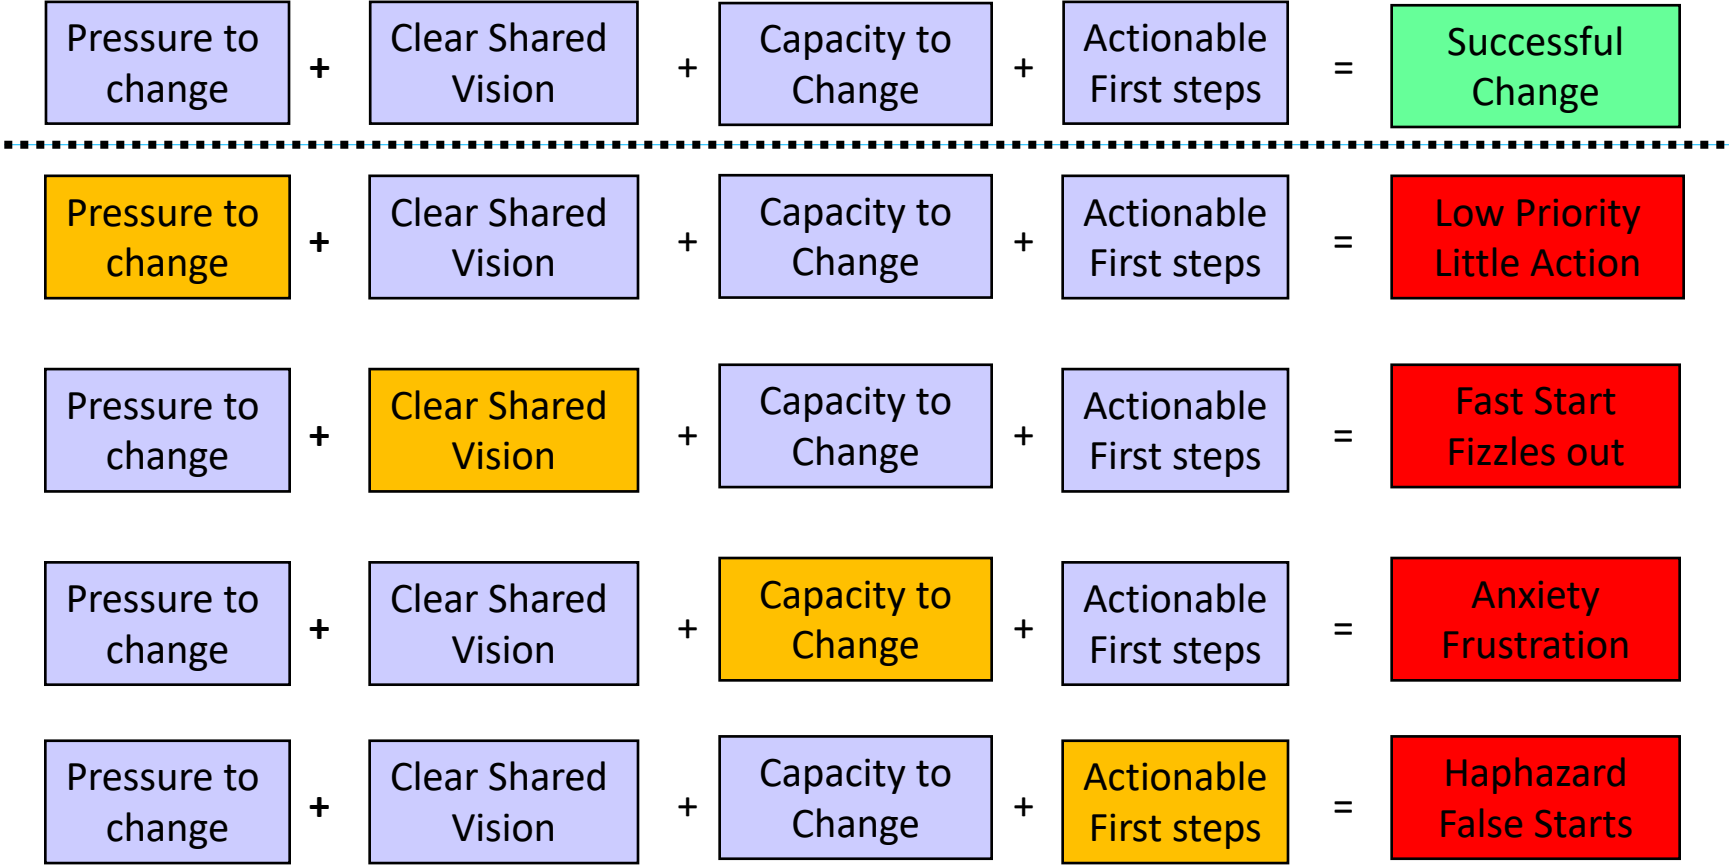 Pressure to change + Clear Shared Vision + Capacity to Change + Actionable First steps = Successful Change
Pressure to change + Clear Shared Vision + Capacity to Change + Actionable First steps = Low Priority Little Action
Pressure to change + Clear Shared Vision + Capacity to Change + Actionable First steps = Fast Start Fizzles out
Pressure to change + Clear Shared Vision + Capacity to Change + Actionable First steps = Anxiety Frustration
Pressure to change + Clear Shared Vision + Capacity to Change + Actionable First steps = Haphazard False Starts